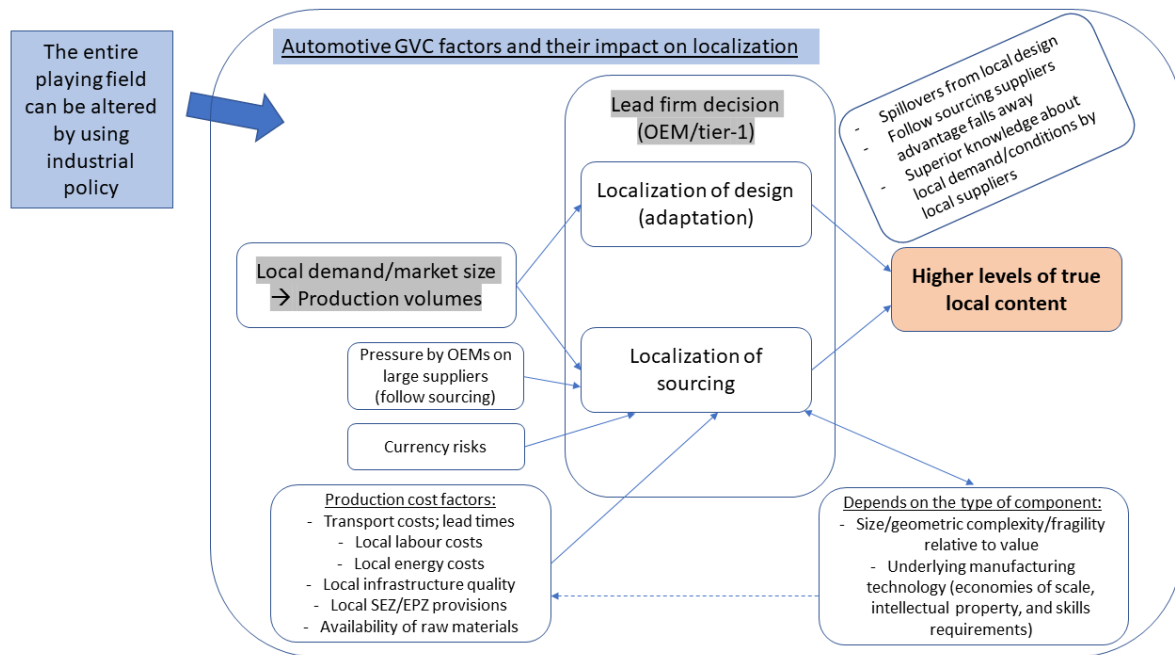 The entire
playing field
can be altered
by using
industrial
policy
Automotive GVC factors and their impact on localization
Lead firm decision
(OEM/tier-1)
Localization of design
(adaptation)
- Spillovers from local design
- Follow sourcing suppliers
advantage falls away
- Superior knowledge about
local demand/conditions by
local suppliers
Local demand/market size
→ Production volumes
Higher levels of true
local content
Pressure by OEMs on
large suppliers
(follow sourcing)
Localization of
sourcing
Currency risks
Production cost factors:
- Transport costs; lead times
- Local labour costs
- Local energy costs
- Local infrastructure quality
- Local SEZ/EPZ provisions
- Availability of raw materials
Depends on the type of component:
- Size/geometric complexity/fragility
relative to value
- Underlying manufacturing
technology (economies of scale,
intellectual property, and skills
requirements)